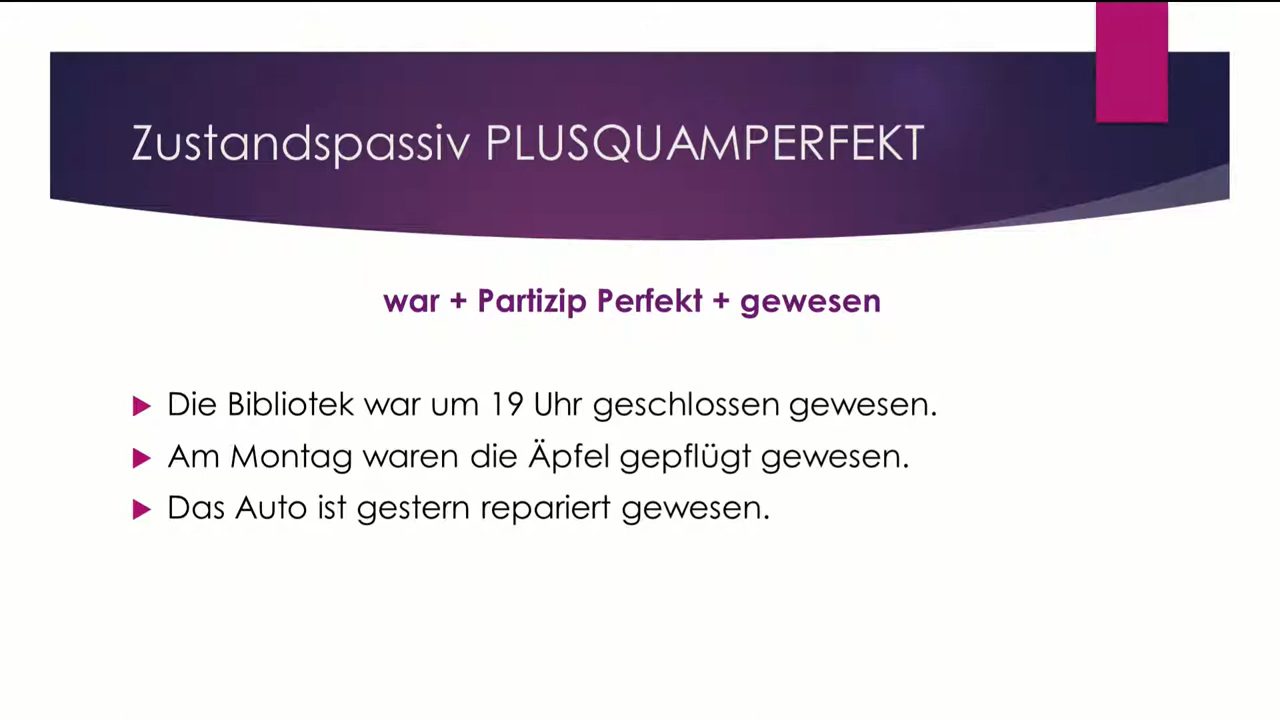 Zustandspassiv PLUSQUAMPERFEKT
war + Partizip Perfekt + gewesen
Die Bibliotek war um 19 Uhr geschlossen gewesen.
Am Montag waren die Äpfel gepflügt gewesen.
Das Auto ist gestern repariert gewesen.